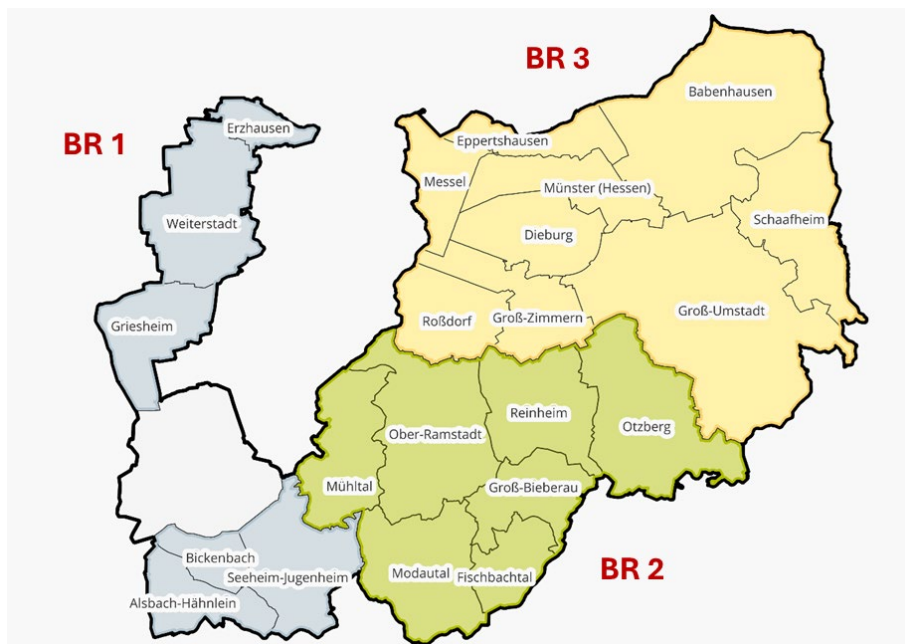 BR 3
Babenhausen
Erzhausen
BR 1
Eppertshausen
Messel
Münster (Hessen)
Schaafheim
Weiterstadt
Dieburg
Groß-Umstadt
Groß-Zimmern
Roßdorf
Griesheim
Reinheim
Otzberg
Ober-Ramstadt
Mühltal
Groß-Bieberau
Bickenbach
BR 2
Modautal
Fischbachtal
Seeheim-Jugenheim
Alsbach-Hähnlein